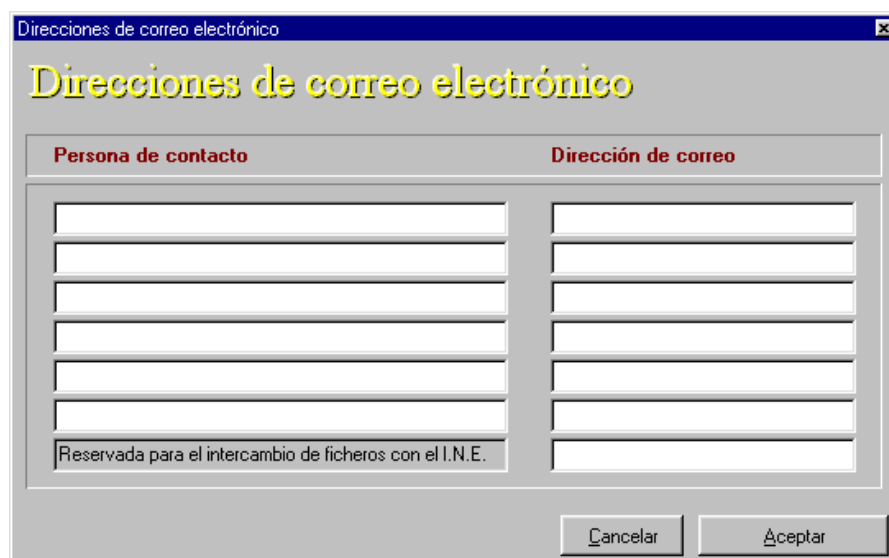 Direcciones de correo electrónico
Direcciones de correo electrónico
Persona de contacto Dirección de correo
Reservada para el intercambio de ficheros con el I.N.E.
Cancelar Aceptar